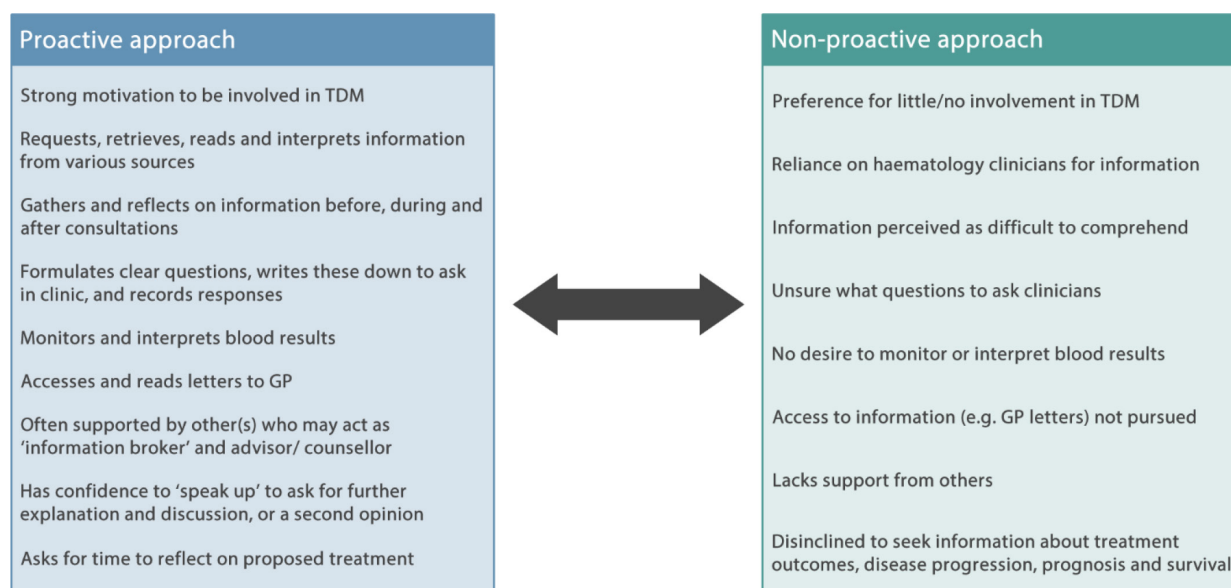 Proactive approach
Strong motivation to be involved in TDM
Requests, retrieves, reads and interprets information
from various sources
Gathers and reflects on information before, during and
after consultations
Formulates clear questions, writes these down to ask
in clinic, and records responses
Monitors and interprets blood results
Accesses and reads letters to GP
Often supported by other(s) who may act as
‘information broker’ and advisor/ counsellor
Has confidence to ‘speak up’ to ask for further
explanation and discussion, or a second opinion
Asks for time to reflect on proposed treatment
Non-proactive approach
Preference for little/no involvement in TDM
Reliance on haematology clinicians for information
Information perceived as difficult to comprehend
Unsure what questions to ask clinicians
No desire to monitor or interpret blood results
Access to information (e.g. GP letters) not pursued
Lacks support from others
Disinclined to seek information about treatment
outcomes, disease progression, prognosis and survival